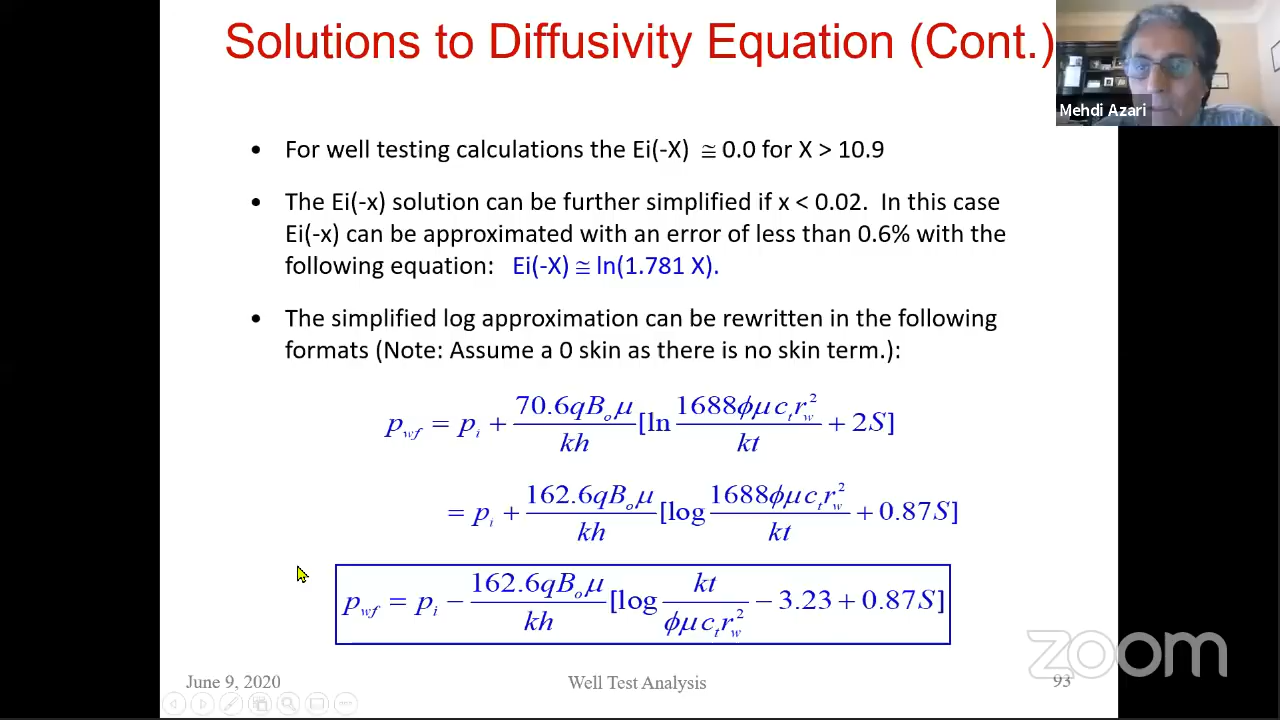 Solutions to Diffusivity Equation (Cont.)
Mehdi Azari
• For well testing calculations the Ei(-X) ≅ 0.0 for X > 10.9
• The Ei(-x) solution can be further simplified if x < 0.02. In this case
Ei(-x) can be approximated with an error of less than 0.6% with the
following equation: Ei(-X) ≅ ln(1.781 X).
• The simplified log approximation can be rewritten in the following
formats (Note: Assume a 0 skin as there is no skin term.):
p_wf = p_i + (70.6qB_oμ / kh) [ln (1688ϕμc_t r_w^2 / kt) + 2S]
= p_i + (162.6qB_oμ / kh) [log (1688ϕμc_t r_w^2 / kt) + 0.87S]
p_wf = p_i − (162.6qB_oμ / kh) [log (kt / ϕμc_t r_w^2) − 3.23 + 0.87S]
zoom
June 9, 2020
Well Test Analysis
93